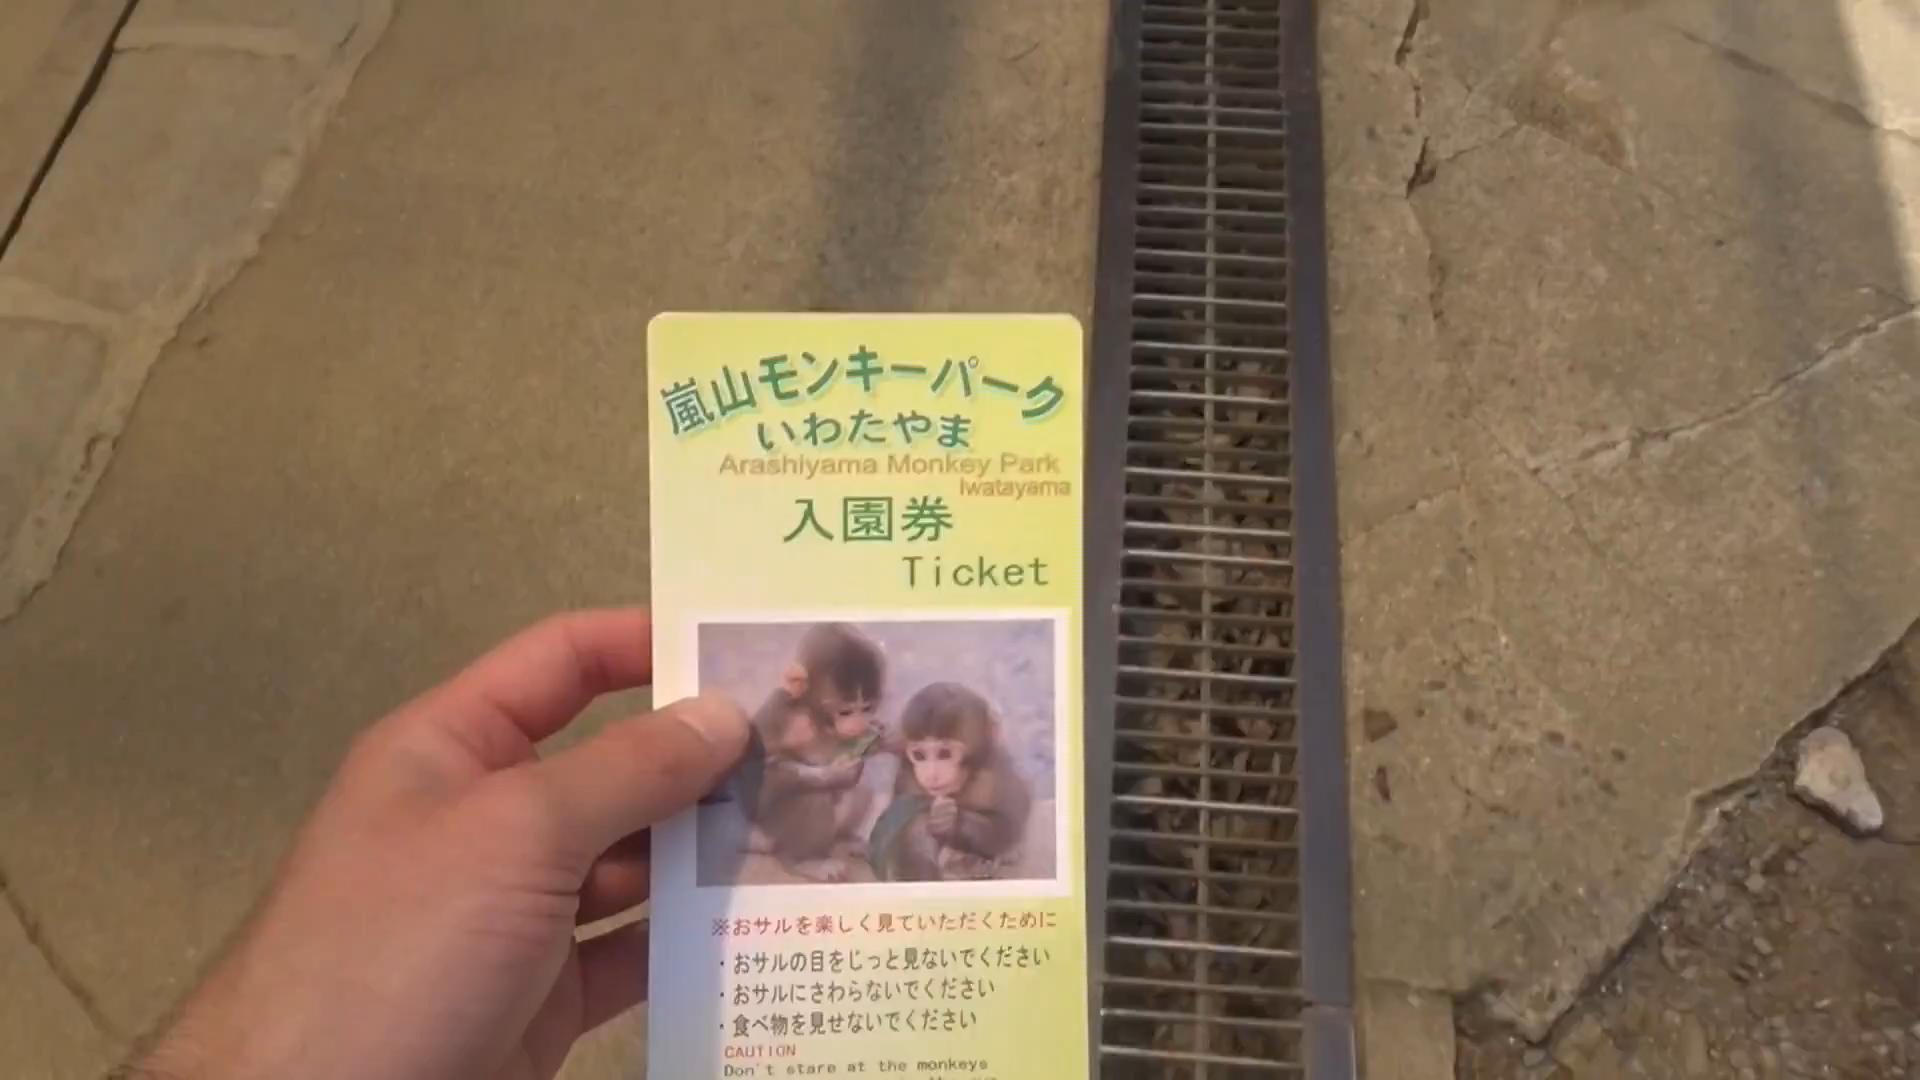 嵐山モンキーパーク
いわたやま
Arashiyama Monkey Park
Iwatayama
入園券
Ticket
※おサルを楽しく見ていただくために
・おサルの目をじっと見ないでください
・おサルにさわらないでください
・食べ物を見せないでください
CAUTION
Don't stare at the monkeys